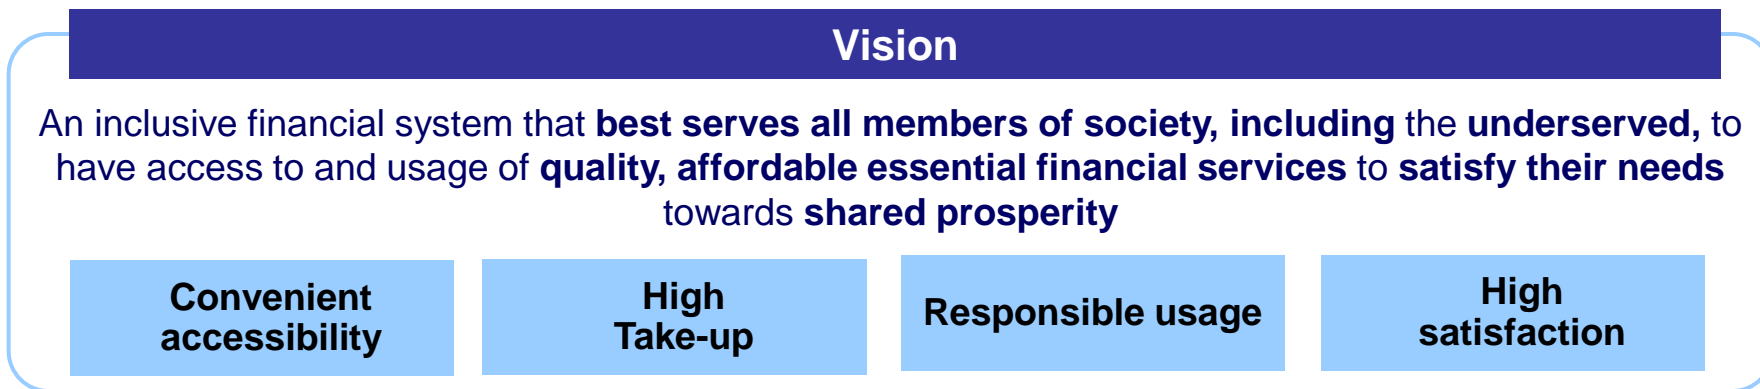 Vision
An inclusive financial system that best serves all members of society, including the underserved, to
have access to and usage of quality, affordable essential financial services to satisfy their needs
towards shared prosperity
Convenient
accessibility
High
Take-up
Responsible usage
High
satisfaction